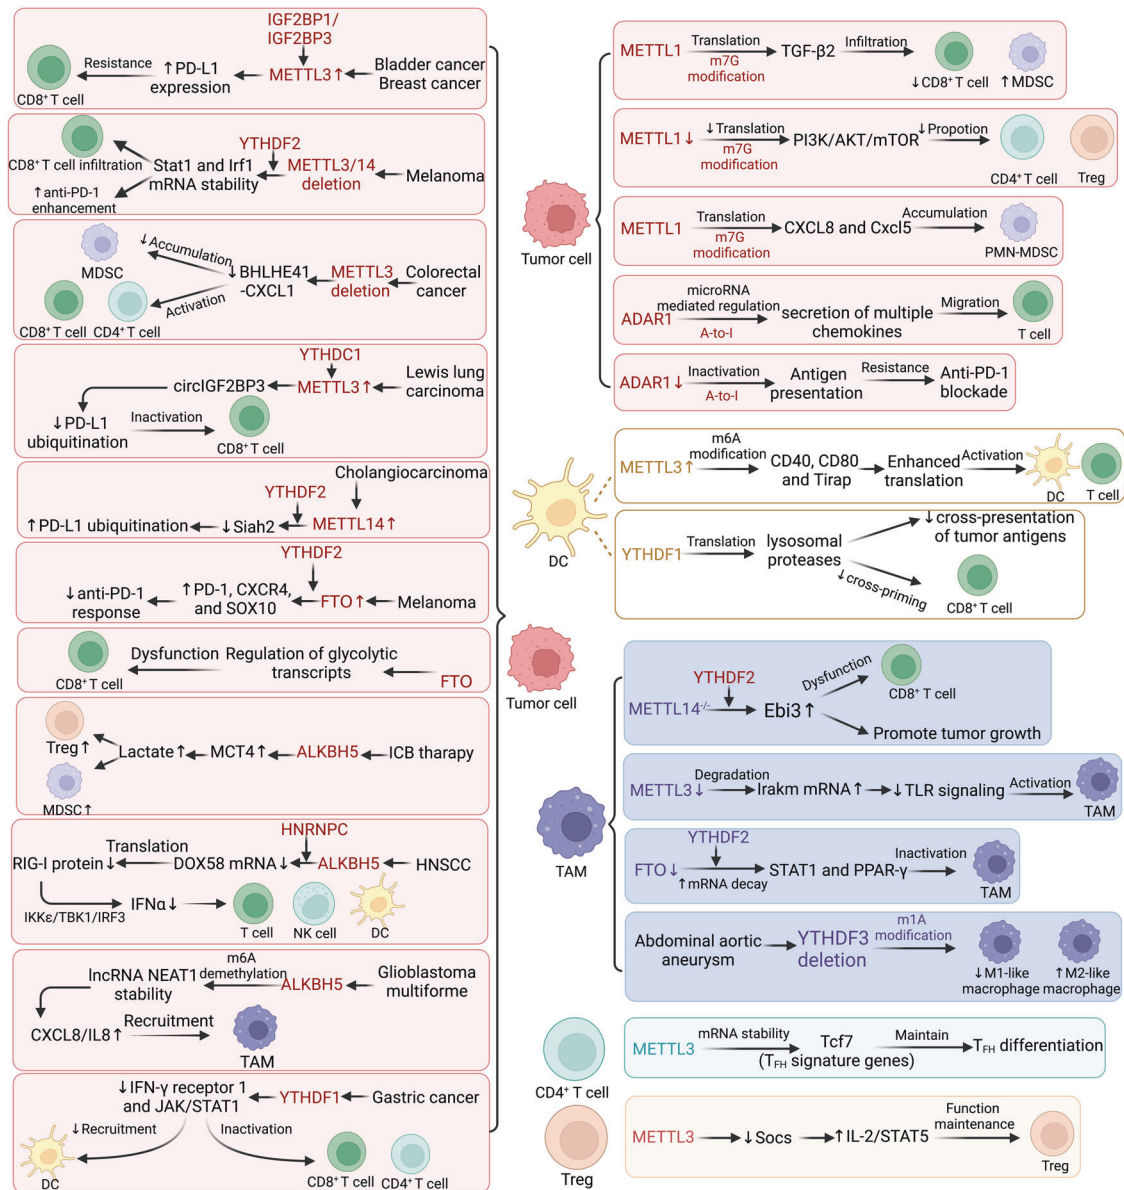 IGF2BP1/
IGF2BP3
Resistance
↑PD-L1
expression
METTL3↑
Bladder cancer
Breast cancer
CD8⁺ T cell
YTHDF2
CD8⁺ T cell infiltration
Stat1 and Irf1
mRNA stability
METTL3/14
deletion
Melanoma
↑anti-PD-1
enhancement
↓Accumulation
MDSC
↓BHLHE41
-CXCL1
METTL3
deletion
Colorectal
cancer
Activation
CD8⁺ T cell
CD4⁺ T cell
YTHDC1
circIGF2BP3
METTL3↑
Lewis lung
carcinoma
↓PD-L1
ubiquitination
Inactivation
CD8⁺ T cell
Cholangiocarcinoma
YTHDF2
↑PD-L1 ubiquitination
↓Siah2
METTL14↑
YTHDF2
↓anti-PD-1
response
↑PD-1, CXCR4,
and SOX10
FTO↑
Melanoma
Dysfunction
Regulation of glycolytic
transcripts
CD8⁺ T cell
FTO
Treg↑
Lactate↑
MCT4↑
ALKBH5
ICB tharapy
MDSC↑
HNRNPC
Translation
RIG-I protein↓
DOX58 mRNA↓
ALKBH5
HNSCC
IKKε/TBK1/IRF3
IFNα↓
T cell
NK cell
DC
lncRNA NEAT1
stability
m6A
demethylation
ALKBH5
Glioblastoma
multiforme
CXCL8/IL8↑
Recruitment
TAM
↓IFN-γ receptor 1
and JAK/STAT1
YTHDF1
Gastric cancer
↓Recruitment
Inactivation
DC
CD8⁺ T cell
CD4⁺ T cell
Tumor cell
Tumor cell
METTL1
Translation
m7G
modification
TGF-β2
Infiltration
↓CD8⁺ T cell
↑MDSC
METTL1↓
↓Translation
m7G
modification
PI3K/AKT/mTOR
↓Propotion
CD4⁺ T cell
Treg
METTL1
Translation
m7G
modification
CXCL8 and Cxcl5
Accumulation
PMN-MDSC
microRNA
mediated regulation
ADAR1
A-to-I
secretion of multiple
chemokines
Migration
T cell
ADAR1↓
Inactivation
A-to-I
Antigen
presentation
Resistance
Anti-PD-1
blockade
DC
METTL3↑
m6A
modification
CD40, CD80
and Tirap
Enhanced
translation
Activation
DC
T cell
YTHDF1
Translation
lysosomal
proteases
↓cross-presentation
of tumor antigens
↓cross-priming
CD8⁺ T cell
TAM
YTHDF2
METTL14⁻/⁻
Ebi3↑
Dysfunction
CD8⁺ T cell
Promote tumor growth
METTL3↓
Degradation
Irakm mRNA↑
↓TLR signaling
Activation
TAM
YTHDF2
FTO↓
↑mRNA decay
STAT1 and PPAR-γ
Inactivation
TAM
Abdominal aortic
aneurysm
YTHDF3
deletion
m1A
modification
↓M1-like
macrophage
↑M2-like
macrophage
CD4⁺ T cell
METTL3
mRNA stability
Tcf7
(TFH signature genes)
Maintain
TFH differentiation
Treg
METTL3
↓Socs
↑IL-2/STAT5
Function
maintenance
Treg